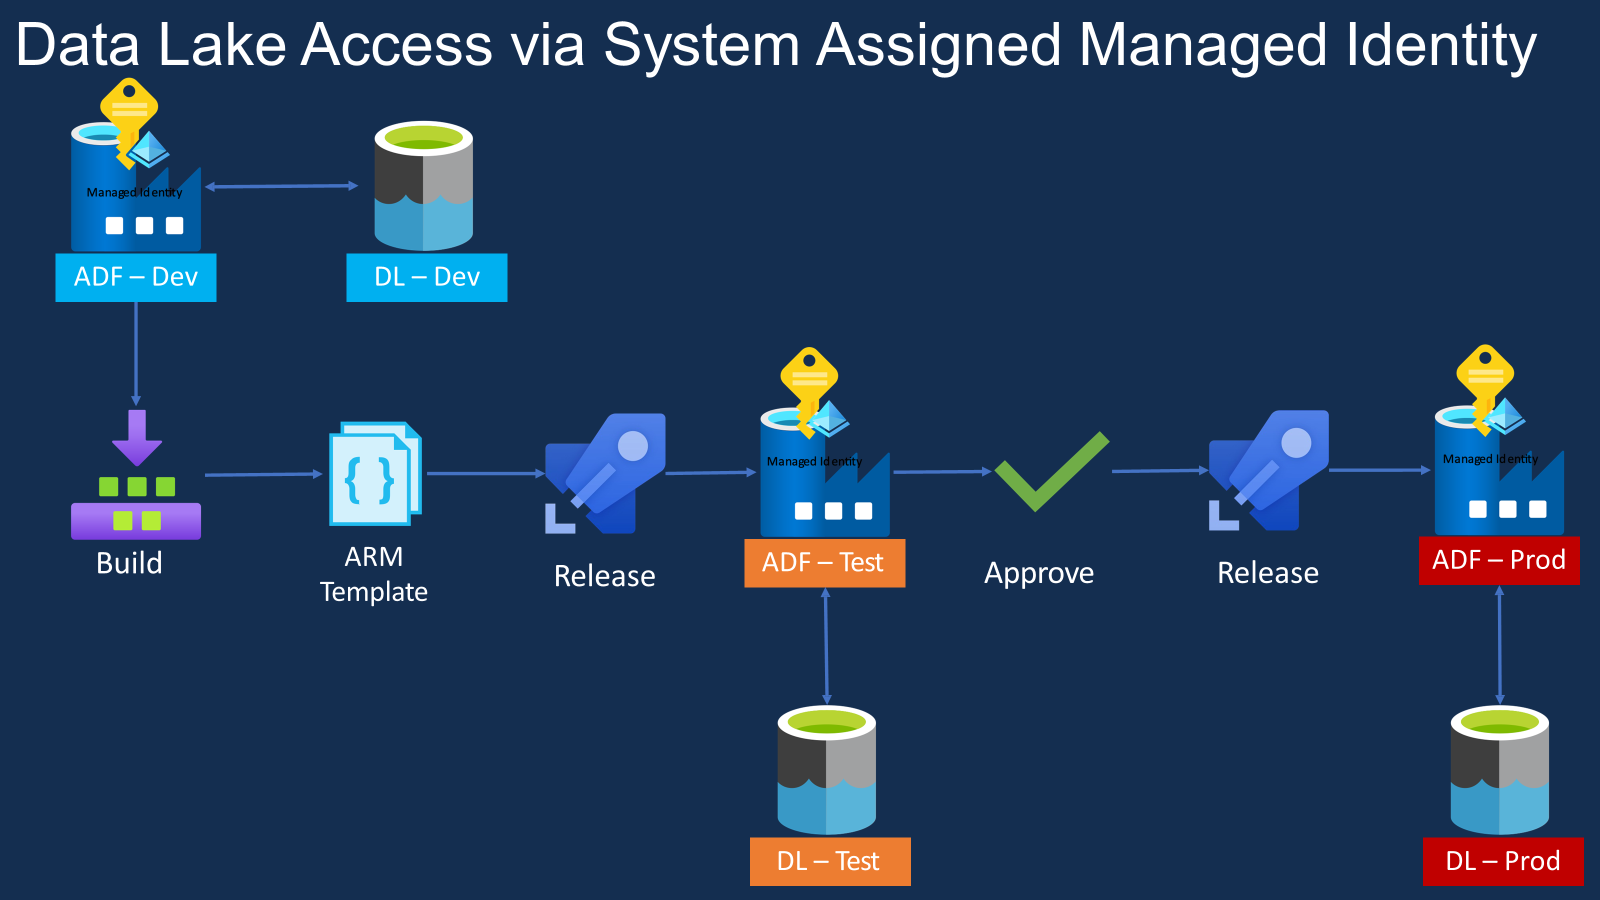 Data Lake Access via System Assigned Managed Identity
Managed Identity
ADF – Dev
DL – Dev
Managed Identity
Managed Identity
{ }
Build
ARM
Template
Release
ADF – Test
Approve
Release
ADF – Prod
DL – Test
DL – Prod